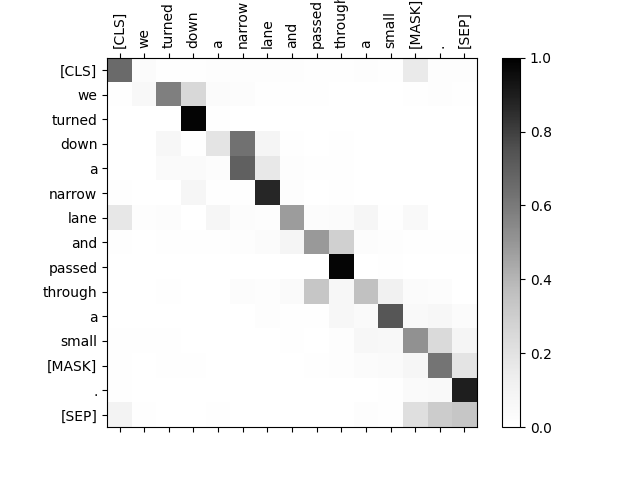 [CLS] we turned down a narrow lane and passed through a small [MASK] . [SEP]
[CLS]
we
turned
down
a
narrow
lane
and
passed
through
a
small
[MASK]
.
[SEP]
1.0
0.8
0.6
0.4
0.2
0.0